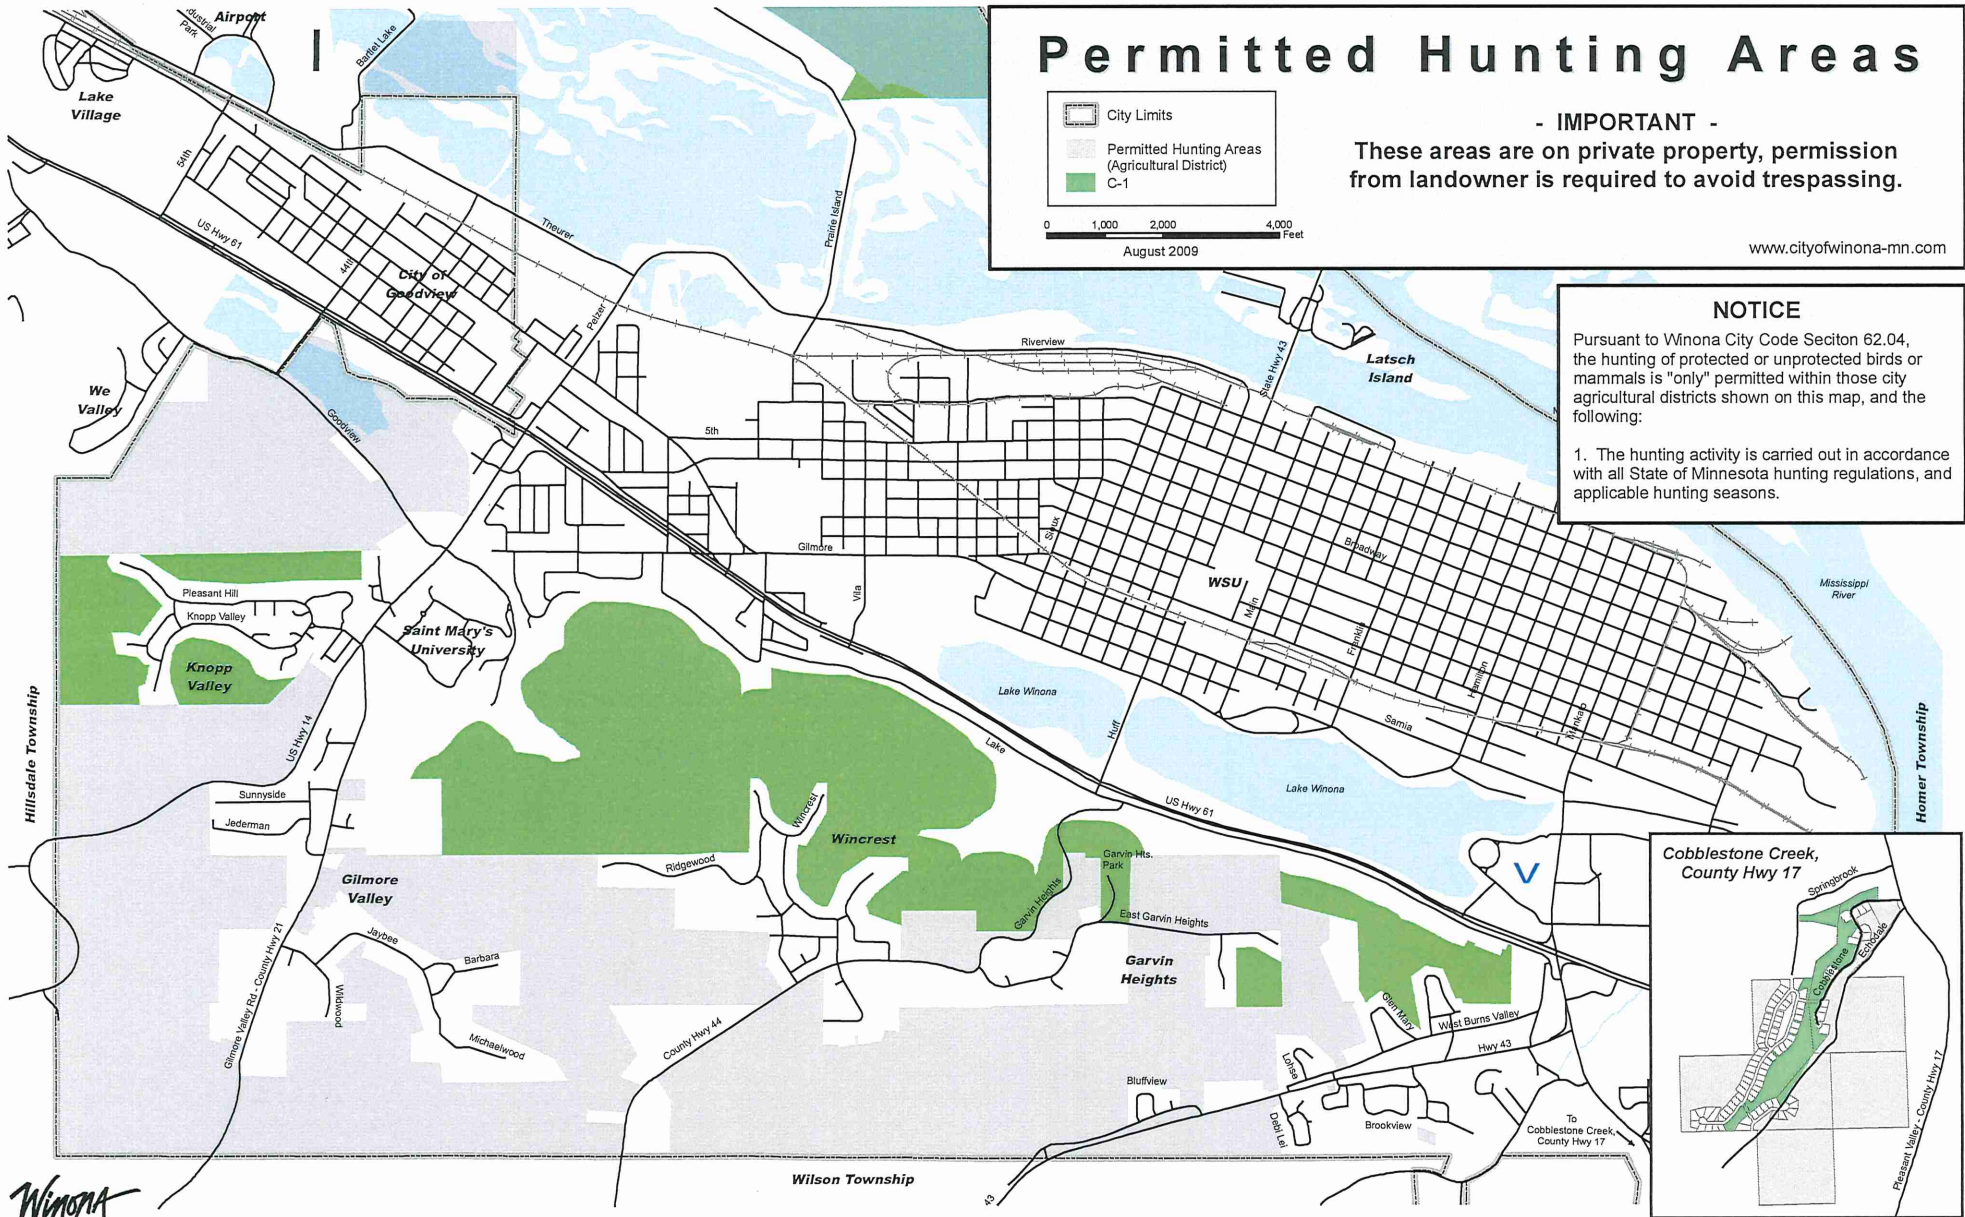 Permitted Hunting Areas
City Limits
Permitted Hunting Areas
(Agricultural District)
C-1
0 1,000 2,000 4,000
Feet
August 2009
- IMPORTANT -
These areas are on private property, permission
from landowner is required to avoid trespassing.
www.cityofwinona-mn.com
NOTICE
Pursuant to Winona City Code Seciton 62.04,
the hunting of protected or unprotected birds or
mammals is "only" permitted within those city
agricultural districts shown on this map, and the
following:
1. The hunting activity is carried out in accordance
with all State of Minnesota hunting regulations, and
applicable hunting seasons.
Airport
Park
Bartlet Lake
Lake
Village
54th
US Hwy 61
44th
City of
Goodview
Theurer
Prairie Island
Pelzer
Riverview
State Hwy 43
Latsch
Island
We
Valley
Goodview
5th
Gilmore
Sioux
Broadway
WSU
Main
Franklin
Hamilton
Mankato
Sarnia
Vila
Mississippi
River
Pleasant Hill
Knopp Valley
Knopp
Valley
Saint Mary's
University
Lake Winona
Huff
Lake
Lake Winona
US Hwy 61
US Hwy 14
Hillsdale Township
Homer Township
Sunnyside
Jederman
Gilmore
Valley
Ridgewood
Wincrest
Wincrest
Garvin Hts.
Park
Garvin Heights
East Garvin Heights
Garvin
Heights
Jaybee
Barbara
Wildwood
Michaelwood
Gilmore Valley Rd - County Hwy 21
County Hwy 44
Glen Mary
West Burns Valley
Hwy 43
Lohse
Bluffview
Debi Lei
Brookview
To
Cobblestone Creek,
County Hwy 17
Wilson Township
43
Cobblestone Creek,
County Hwy 17
Springbrook
Echodale
Cobblestone
Pleasant Valley - County Hwy 17
Winona